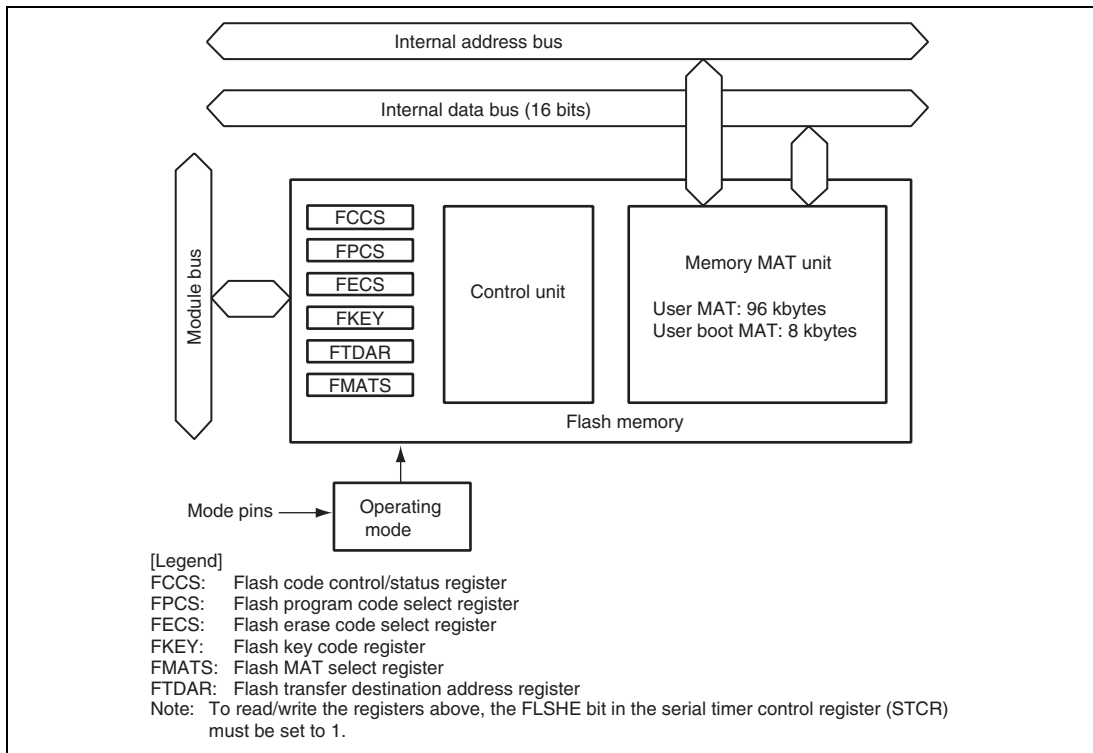 Internal address bus
Internal data bus (16 bits)
Module bus
FCCS
FPCS
FECS
FKEY
FTDAR
FMATS
Control unit
Memory MAT unit
User MAT: 96 kbytes
User boot MAT: 8 kbytes
Flash memory
Mode pins
Operating
mode
[Legend]
FCCS: Flash code control/status register
FPCS: Flash program code select register
FECS: Flash erase code select register
FKEY: Flash key code register
FMATS: Flash MAT select register
FTDAR: Flash transfer destination address register
Note: To read/write the registers above, the FLSHE bit in the serial timer control register (STCR)
must be set to 1.